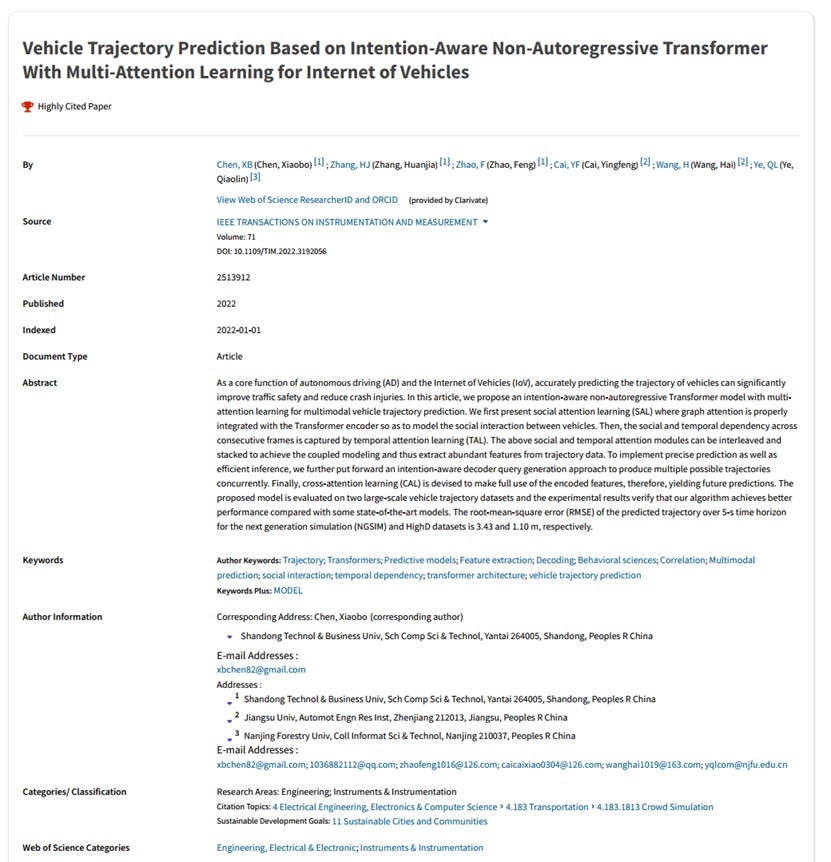 Vehicle Trajectory Prediction Based on Intention-Aware Non-Autoregressive Transformer
With Multi-Attention Learning for Internet of Vehicles
Highly Cited Paper
By
Chen, XB (Chen, Xiaobo) [1] ; Zhang, HJ (Zhang, Huanjia) [1] ; Zhao, F (Zhao, Feng) [1] ; Cai, YF (Cai, Yingfeng) [2] ; Wang, H (Wang, Hai) [2] ; Ye, QL (Ye,
Qiaolin) [3]
View Web of Science ResearcherID and ORCID (provided by Clarivate)
Source
IEEE TRANSACTIONS ON INSTRUMENTATION AND MEASUREMENT
Volume: 71
DOI: 10.1109/TIM.2022.3192056
Article Number
2513912
Published
2022
Indexed
2022-01-01
Document Type
Article
Abstract
As a core function of autonomous driving (AD) and the Internet of Vehicles (IoV), accurately predicting the trajectory of vehicles can significantly
improve traffic safety and reduce crash injuries. In this article, we propose an intention-aware non-autoregressive Transformer model with multi-
attention learning for multimodal vehicle trajectory prediction. We first present social attention learning (SAL) where graph attention is properly
integrated with the Transformer encoder so as to model the social interaction between vehicles. Then, the social and temporal dependency across
consecutive frames is captured by temporal attention learning (TAL). The above social and temporal attention modules can be interleaved and
stacked to achieve the coupled modeling and thus extract abundant features from trajectory data. To implement precise prediction as well as
efficient inference, we further put forward an intention-aware decoder query generation approach to produce multiple possible trajectories
concurrently. Finally, cross-attention learning (CAL) is devised to make full use of the encoded features, therefore, yielding future predictions. The
proposed model is evaluated on two large-scale vehicle trajectory datasets and the experimental results verify that our algorithm achieves better
performance compared with some state-of-the-art models. The root-mean-square error (RMSE) of the predicted trajectory over 5-s time horizon
for the next generation simulation (NGSIM) and HighD datasets is 3.43 and 1.10 m, respectively.
Keywords
Author Keywords: Trajectory; Transformers; Predictive models; Feature extraction; Decoding; Behavioral sciences; Correlation; Multimodal
prediction; social interaction; temporal dependency; transformer architecture; vehicle trajectory prediction
Keywords Plus: MODEL
Author Information
Corresponding Address: Chen, Xiaobo (corresponding author)
Shandong Technol & Business Univ, Sch Comp Sci & Technol, Yantai 264005, Shandong, Peoples R China
E-mail Addresses :
xbchen82@gmail.com
Addresses :
1 Shandong Technol & Business Univ, Sch Comp Sci & Technol, Yantai 264005, Shandong, Peoples R China
2 Jiangsu Univ, Automot Engn Res Inst, Zhenjiang 212013, Jiangsu, Peoples R China
3 Nanjing Forestry Univ, Coll Informat Sci & Technol, Nanjing 210037, Peoples R China
E-mail Addresses :
xbchen82@gmail.com; 1036882112@qq.com; zhaofeng1016@126.com; caicaixiao0304@126.com; wanghai1019@163.com; yqlcom@njfu.edu.cn
Categories/ Classification
Research Areas: Engineering; Instruments & Instrumentation
Citation Topics: 4 Electrical Engineering, Electronics & Computer Science > 4.183 Transportation > 4.183.1813 Crowd Simulation
Sustainable Development Goals: 11 Sustainable Cities and Communities
Web of Science Categories
Engineering, Electrical & Electronic; Instruments & Instrumentation